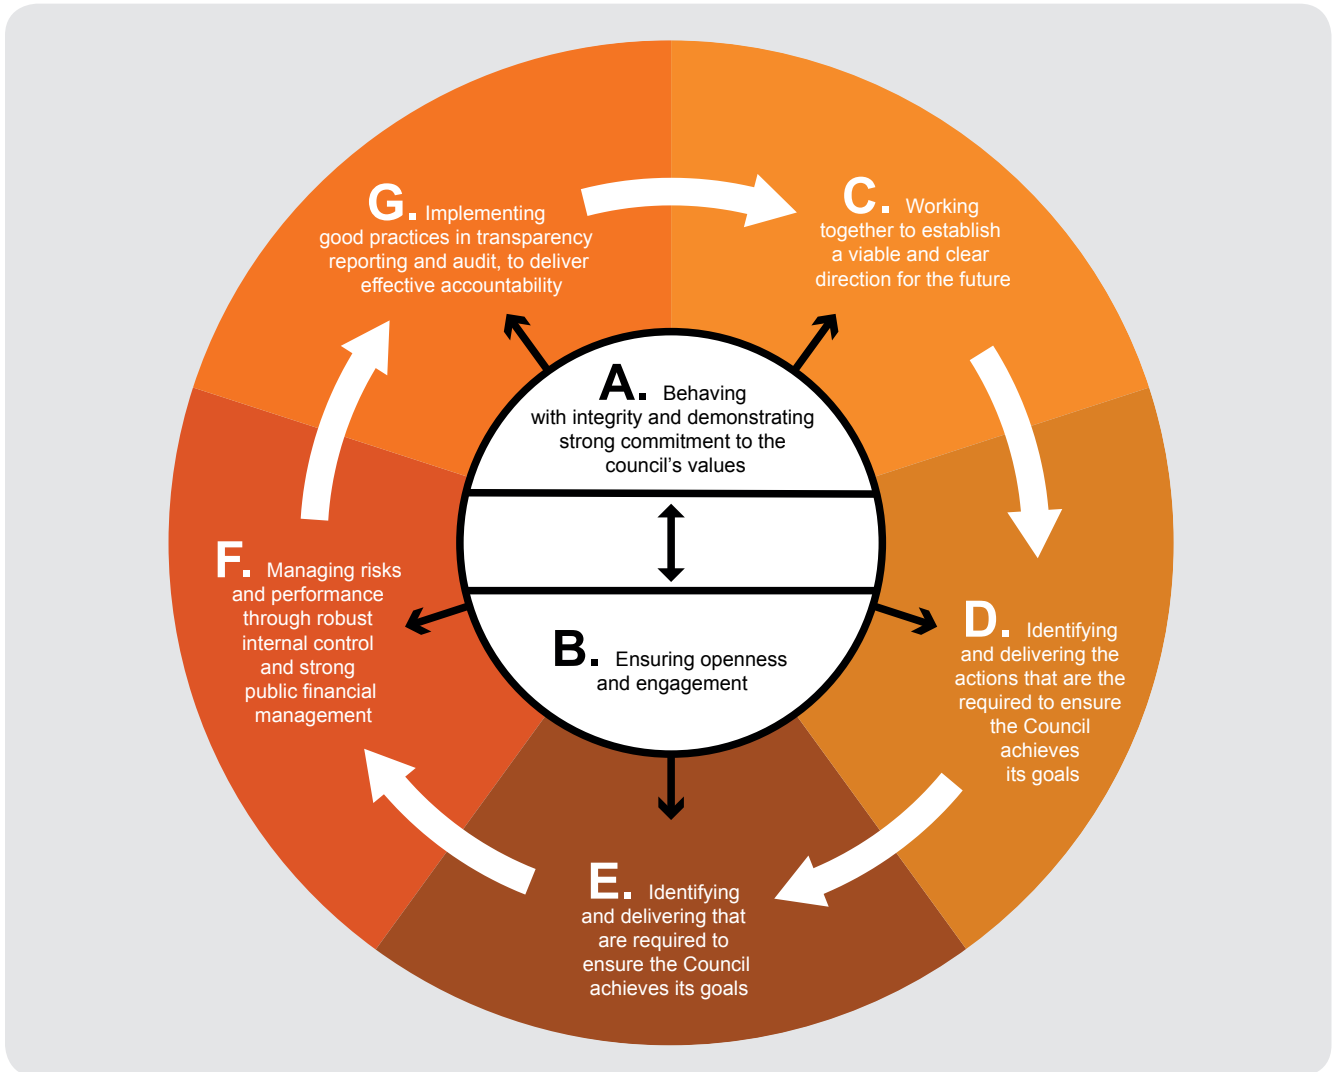 A. Behaving
with integrity and demonstrating
strong commitment to the
council's values
B. Ensuring openness
and engagement
C. Working
together to establish
a viable and clear
direction for the future
D. Identifying
and delivering the
actions that are the
required to ensure
the Council
achieves
its goals
E. Identifying
and delivering that
are required to
ensure the Council
achieves its goals
F. Managing risks
and performance
through robust
internal control
and strong
public financial
management
G. Implementing
good practices in transparency
reporting and audit, to deliver
effective accountability